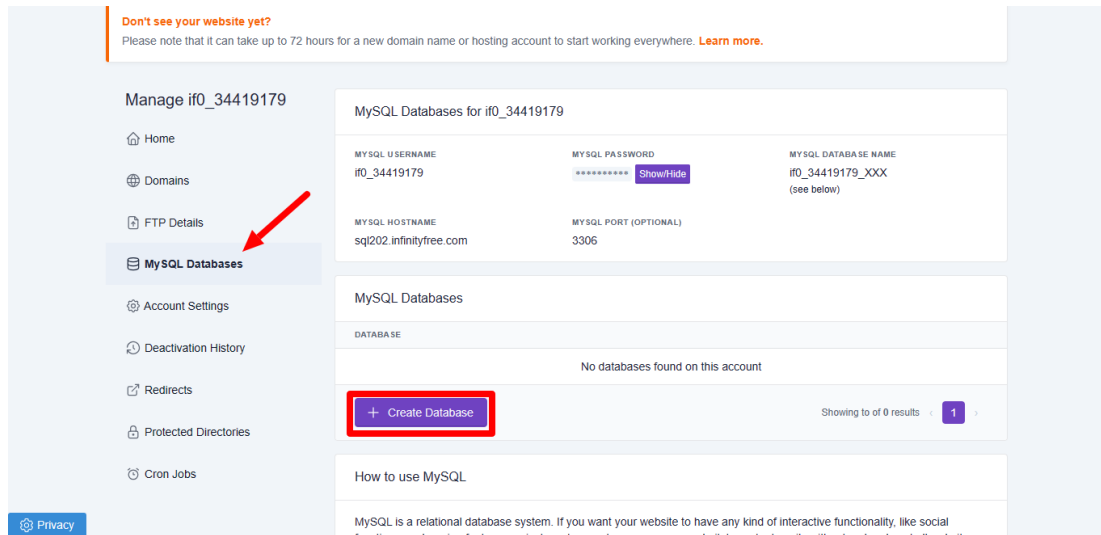 Don't see your website yet?
Please note that it can take up to 72 hours for a new domain name or hosting account to start working everywhere. Learn more.
Manage if0_34419179
Home
Domains
FTP Details
MySQL Databases
Account Settings
Deactivation History
Redirects
Protected Directories
Cron Jobs
MySQL Databases for if0_34419179
MYSQL USERNAME
if0_34419179
MYSQL PASSWORD
********** Show/Hide
MYSQL DATABASE NAME
if0_34419179_XXX
(see below)
MYSQL HOSTNAME
sql202.infinityfree.com
MYSQL PORT (OPTIONAL)
3306
MySQL Databases
DATABASE
No databases found on this account
+ Create Database
Showing to of 0 results ‹ 1 ›
How to use MySQL
MySQL is a relational database system. If you want your website to have any kind of interactive functionality, like social
Privacy